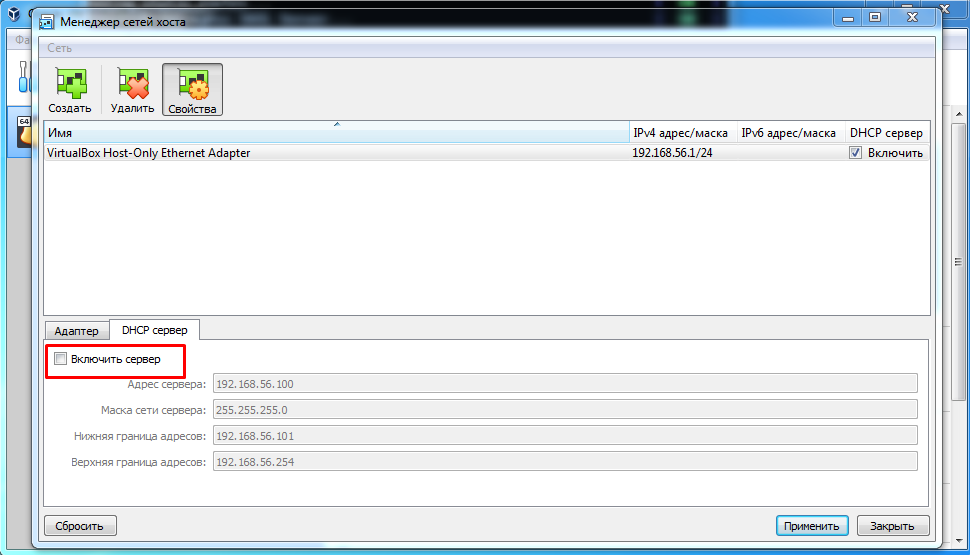 Менеджер сетей хоста
Фа
Сеть
Создать
Удалить
Свойства
64
Имя IPv4 адрес/маска IPv6 адрес/маска DHCP сервер
VirtualBox Host-Only Ethernet Adapter 192.168.56.1/24 Включить
Адаптер DHCP сервер
Включить сервер
Адрес сервера: 192.168.56.100
Маска сети сервера: 255.255.255.0
Нижняя граница адресов: 192.168.56.101
Верхняя граница адресов: 192.168.56.254
Сбросить Применить Закрыть